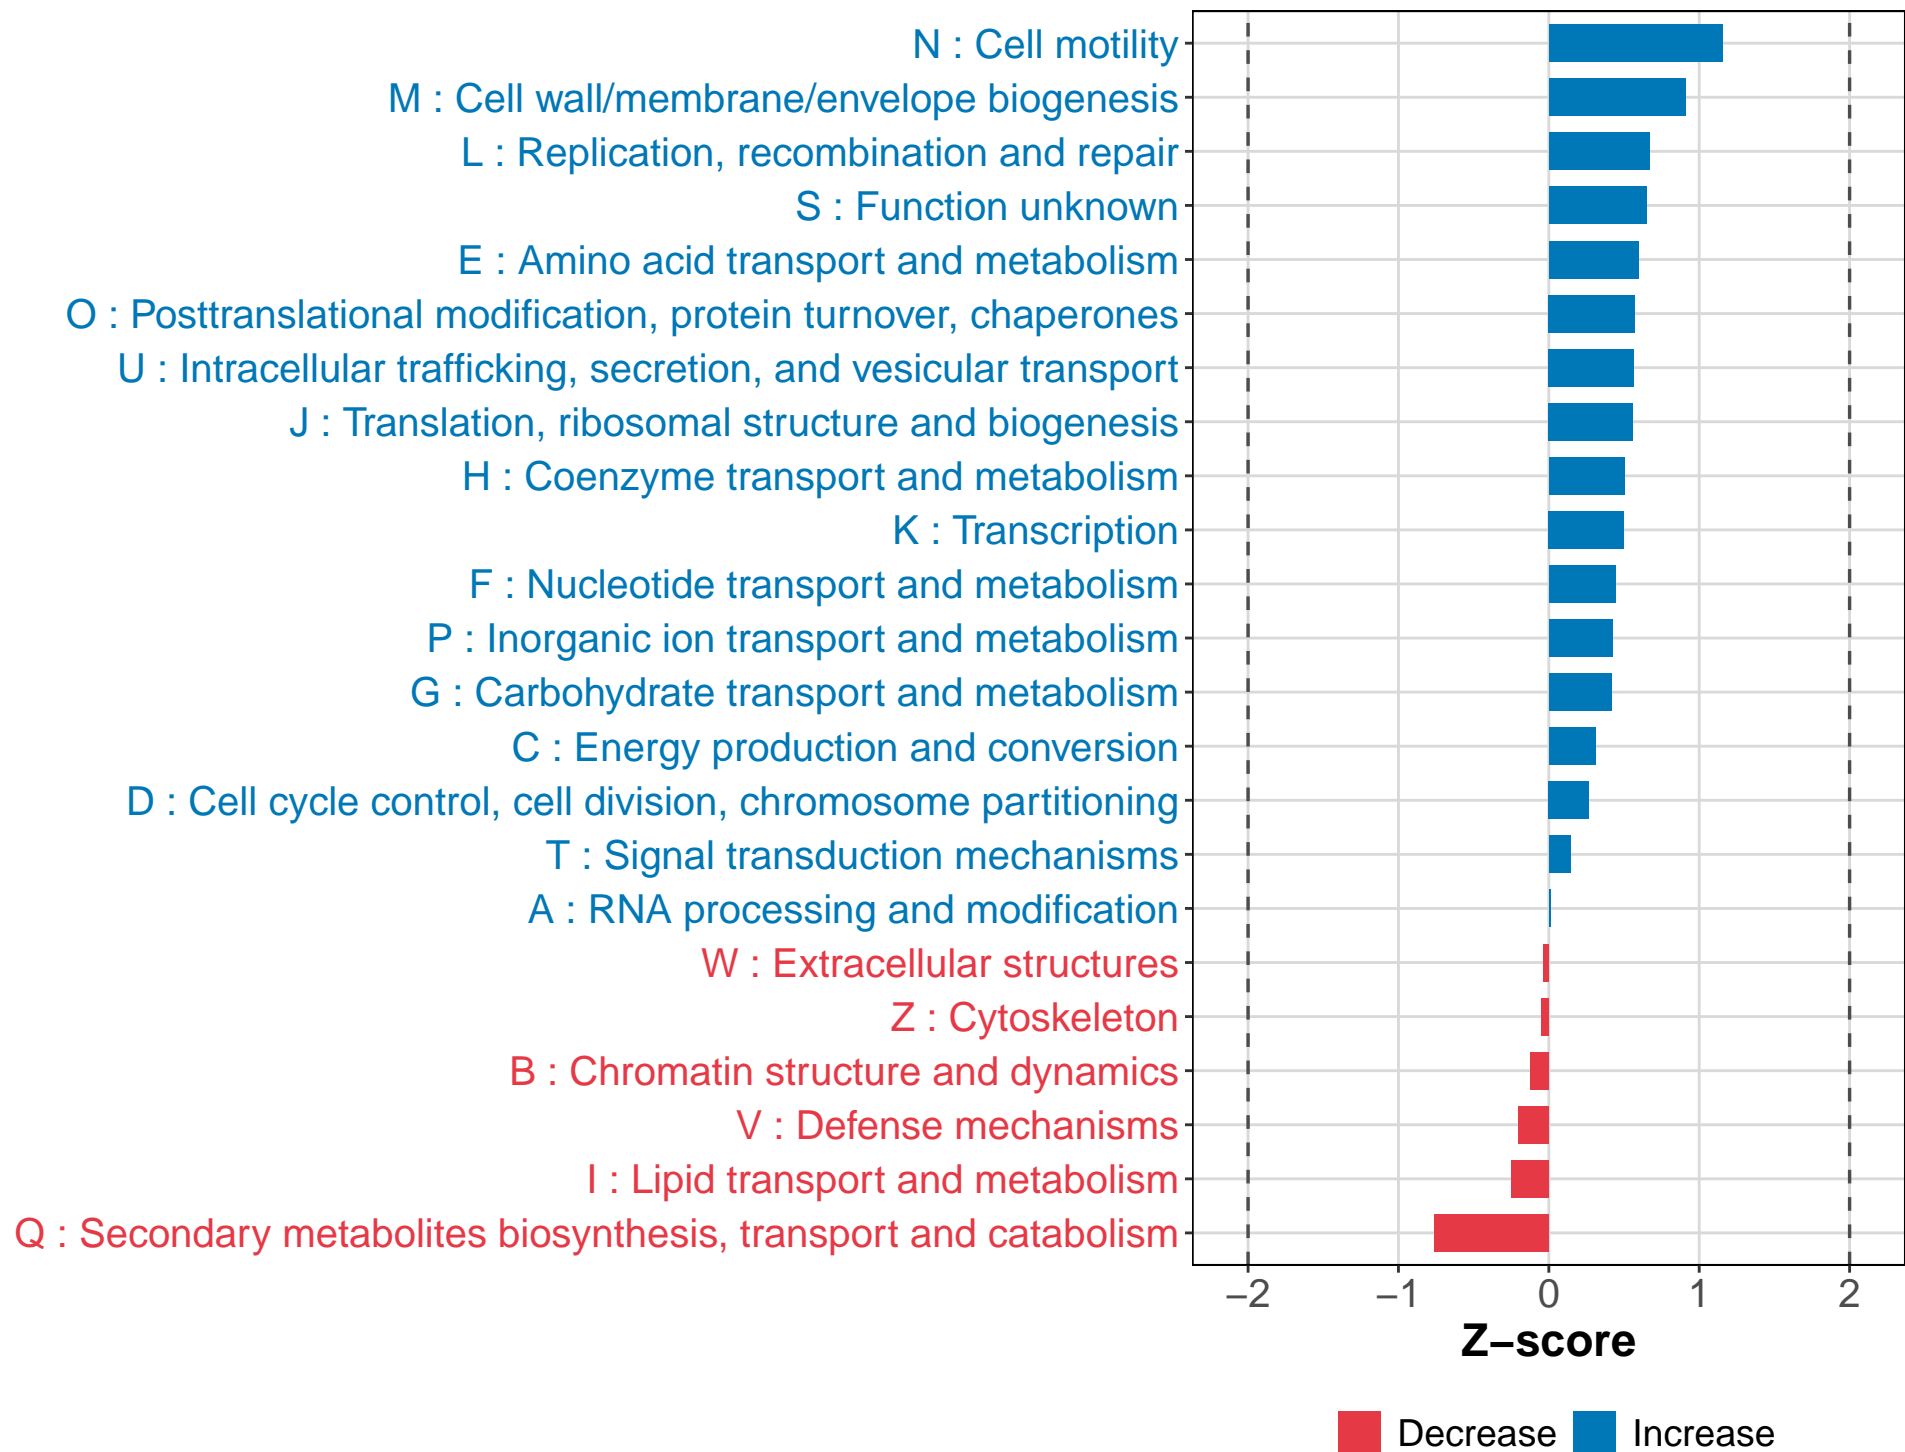 N : Cell motility
M : Cell wall/membrane/envelope biogenesis
L : Replication, recombination and repair
S : Function unknown
E : Amino acid transport and metabolism
O : Posttranslational modification, protein turnover, chaperones
U : Intracellular trafficking, secretion, and vesicular transport
J : Translation, ribosomal structure and biogenesis
H : Coenzyme transport and metabolism
K : Transcription
F : Nucleotide transport and metabolism
P : Inorganic ion transport and metabolism
G : Carbohydrate transport and metabolism
C : Energy production and conversion
D : Cell cycle control, cell division, chromosome partitioning
T : Signal transduction mechanisms
A : RNA processing and modification
W : Extracellular structures
Z : Cytoskeleton
B : Chromatin structure and dynamics
V : Defense mechanisms
I : Lipid transport and metabolism
Q : Secondary metabolites biosynthesis, transport and catabolism
−2 −1 0 1 2
Z−score
Decrease Increase